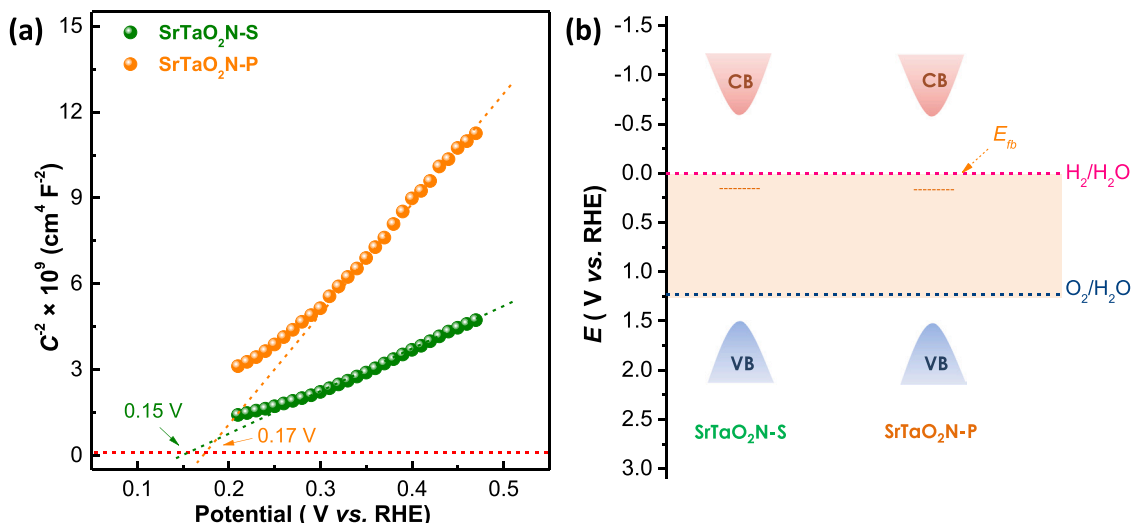 (a)
SrTaO₂N-S
SrTaO₂N-P
15
12
9
6
3
0
C⁻² × 10⁹ (cm⁴ F⁻²)
0.15 V
0.17 V
0.1
0.2
0.3
0.4
0.5
Potential ( V vs. RHE)
(b)
-1.5
-1.0
-0.5
0.0
0.5
1.0
1.5
2.0
2.5
3.0
E ( V vs. RHE)
CB
CB
E_fb
H₂/H₂O
O₂/H₂O
VB
VB
SrTaO₂N-S
SrTaO₂N-P